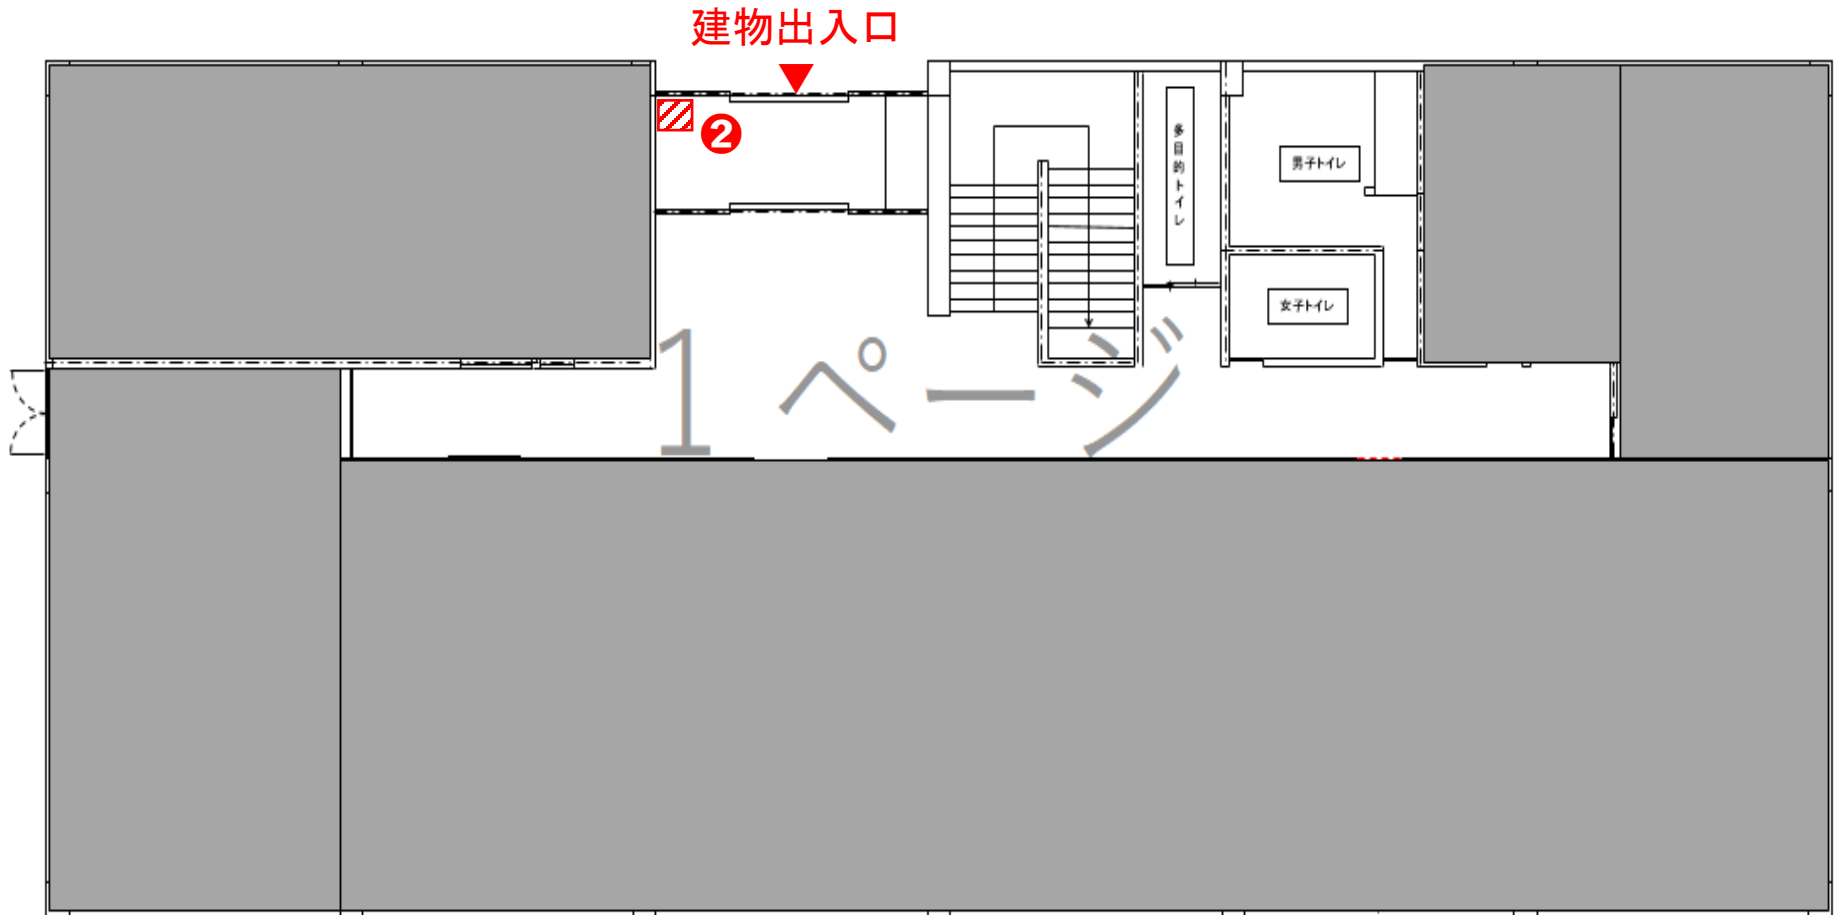 建物出入口
❷
多目的トイレ
男子トイレ
女子トイレ
1 ページ